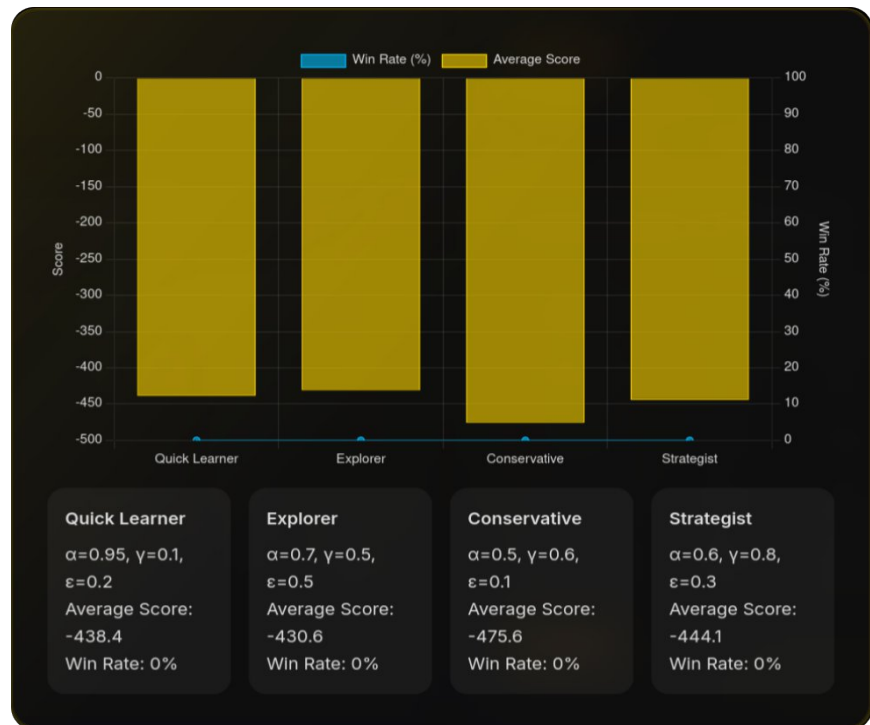 Win Rate (%) Average Score
0
-50
-100
-150
-200
-250
-300
-350
-400
-450
-500
Score
100
90
80
70
60
50
40
30
20
10
0
Win Rate (%)
Quick Learner Explorer Conservative Strategist
Quick Learner
α=0.95, γ=0.1,
ε=0.2
Average Score:
-438.4
Win Rate: 0%
Explorer
α=0.7, γ=0.5,
ε=0.5
Average Score:
-430.6
Win Rate: 0%
Conservative
α=0.5, γ=0.6,
ε=0.1
Average Score:
-475.6
Win Rate: 0%
Strategist
α=0.6, γ=0.8,
ε=0.3
Average Score:
-444.1
Win Rate: 0%